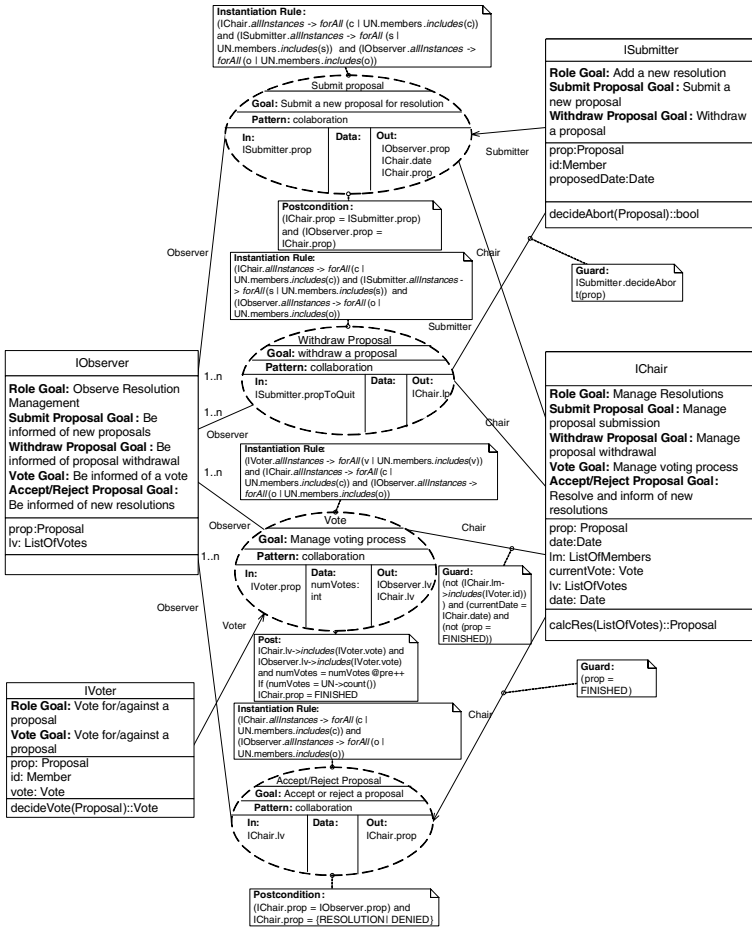 Instantiation Rule:
(IChair.allInstances -> forAll (c | UN.members.includes(c))
and (ISubmitter.allInstances -> forAll (s |
UN.members.includes(s)) and (IObserver.allInstances ->
forAll (o | UN.members.includes(o))
Submit proposal
Goal: Submit a new proposal for resolution
Pattern: colaboration
In:
ISubmitter.prop
Data:
Out:
IObserver.prop
IChair.date
IChair.prop
Postcondition:
(IChair.prop = ISubmitter.prop)
and (IObserver.prop =
IChair.prop)
ISubmitter
Role Goal: Add a new resolution
Submit Proposal Goal: Submit a
new proposal
Withdraw Proposal Goal: Withdraw
a proposal
prop:Proposal
id:Member
proposedDate:Date
decideAbort(Proposal)::bool
Submitter
Observer
Chair
Guard:
ISubmitter.decideAbor
t(prop)
Instantiation Rule:
(IChair.allInstances -> forAll (c |
UN.members.includes(c)) and (ISubmitter.allInstances -
> forAll (s | UN.members.includes(s)) and
(IObserver.allInstances -> forAll (o |
UN.members.includes(o))
Submitter
Withdraw Proposal
Goal: withdraw a proposal
Pattern: collaboration
In:
ISubmitter.propToQuit
Data:
Out:
IChair.lp
Chair
IObserver
Role Goal: Observe Resolution
Management
Submit Proposal Goal: Be
informed of new proposals
Withdraw Proposal Goal: Be
informed of proposal withdrawal
Vote Goal: Be informed of a vote
Accept/Reject Proposal Goal:
Be informed of new resolutions
prop:Proposal
lv: ListOfVotes
1..n
1..n
Observer
1..n
Observer
1..n
Observer
IChair
Role Goal: Manage Resolutions
Submit Proposal Goal: Manage
proposal submission
Withdraw Proposal Goal: Manage
proposal withdrawal
Vote Goal: Manage voting process
Accept/Reject Proposal Goal:
Resolve and inform of new
resolutions
prop: Proposal
date:Date
lm: ListOfMembers
currentVote: Vote
lv: ListOfVotes
date: Date
calcRes(ListOfVotes)::Proposal
Instantiation Rule:
(IVoter.allInstances -> forAll(v | UN.members.includes(v))
and (IChair.allInstances -> forAll (c |
UN.members.includes(c)) and (IObserver.allInstances ->
forAll (o | UN.members.includes(o))
Vote
Goal: Manage voting process
Pattern: collaboration
In:
IVoter.prop
Data:
numVotes:
int
Out:
IObserver.lv
IChair.lv
Chair
Guard:
(not (IChair.lm-
>includes(IVoter.id))
) and (currentDate =
IChair.date) and
(not (prop =
FINISHED))
Voter
Post:
IChair.lv->includes(IVoter.vote) and
IObserver.lv->includes(IVoter.vote)
and numVotes = numVotes @pre++
If (numVotes = UN->count())
IChair.prop = FINISHED
Guard:
(prop =
FINISHED)
IVoter
Role Goal: Vote for/against a
proposal
Vote Goal: Vote for/against a
proposal
prop: Proposal
id: Member
vote: Vote
decideVote(Proposal)::Vote
Instantiation Rule:
(IChair.allInstances -> forAll (c |
UN.members.includes(c)) and
(IObserver.allInstances -> forAll (o |
UN.members.includes(o))
Chair
Accept/Reject Proposal
Goal: Accept or reject a proposal
Pattern: collaboration
In:
IChair.lv
Data:
Out:
IChair.prop
Postcondition:
(IChair.prop = IObserver.prop) and
IChair.prop = {RESOLUTION| DENIED}